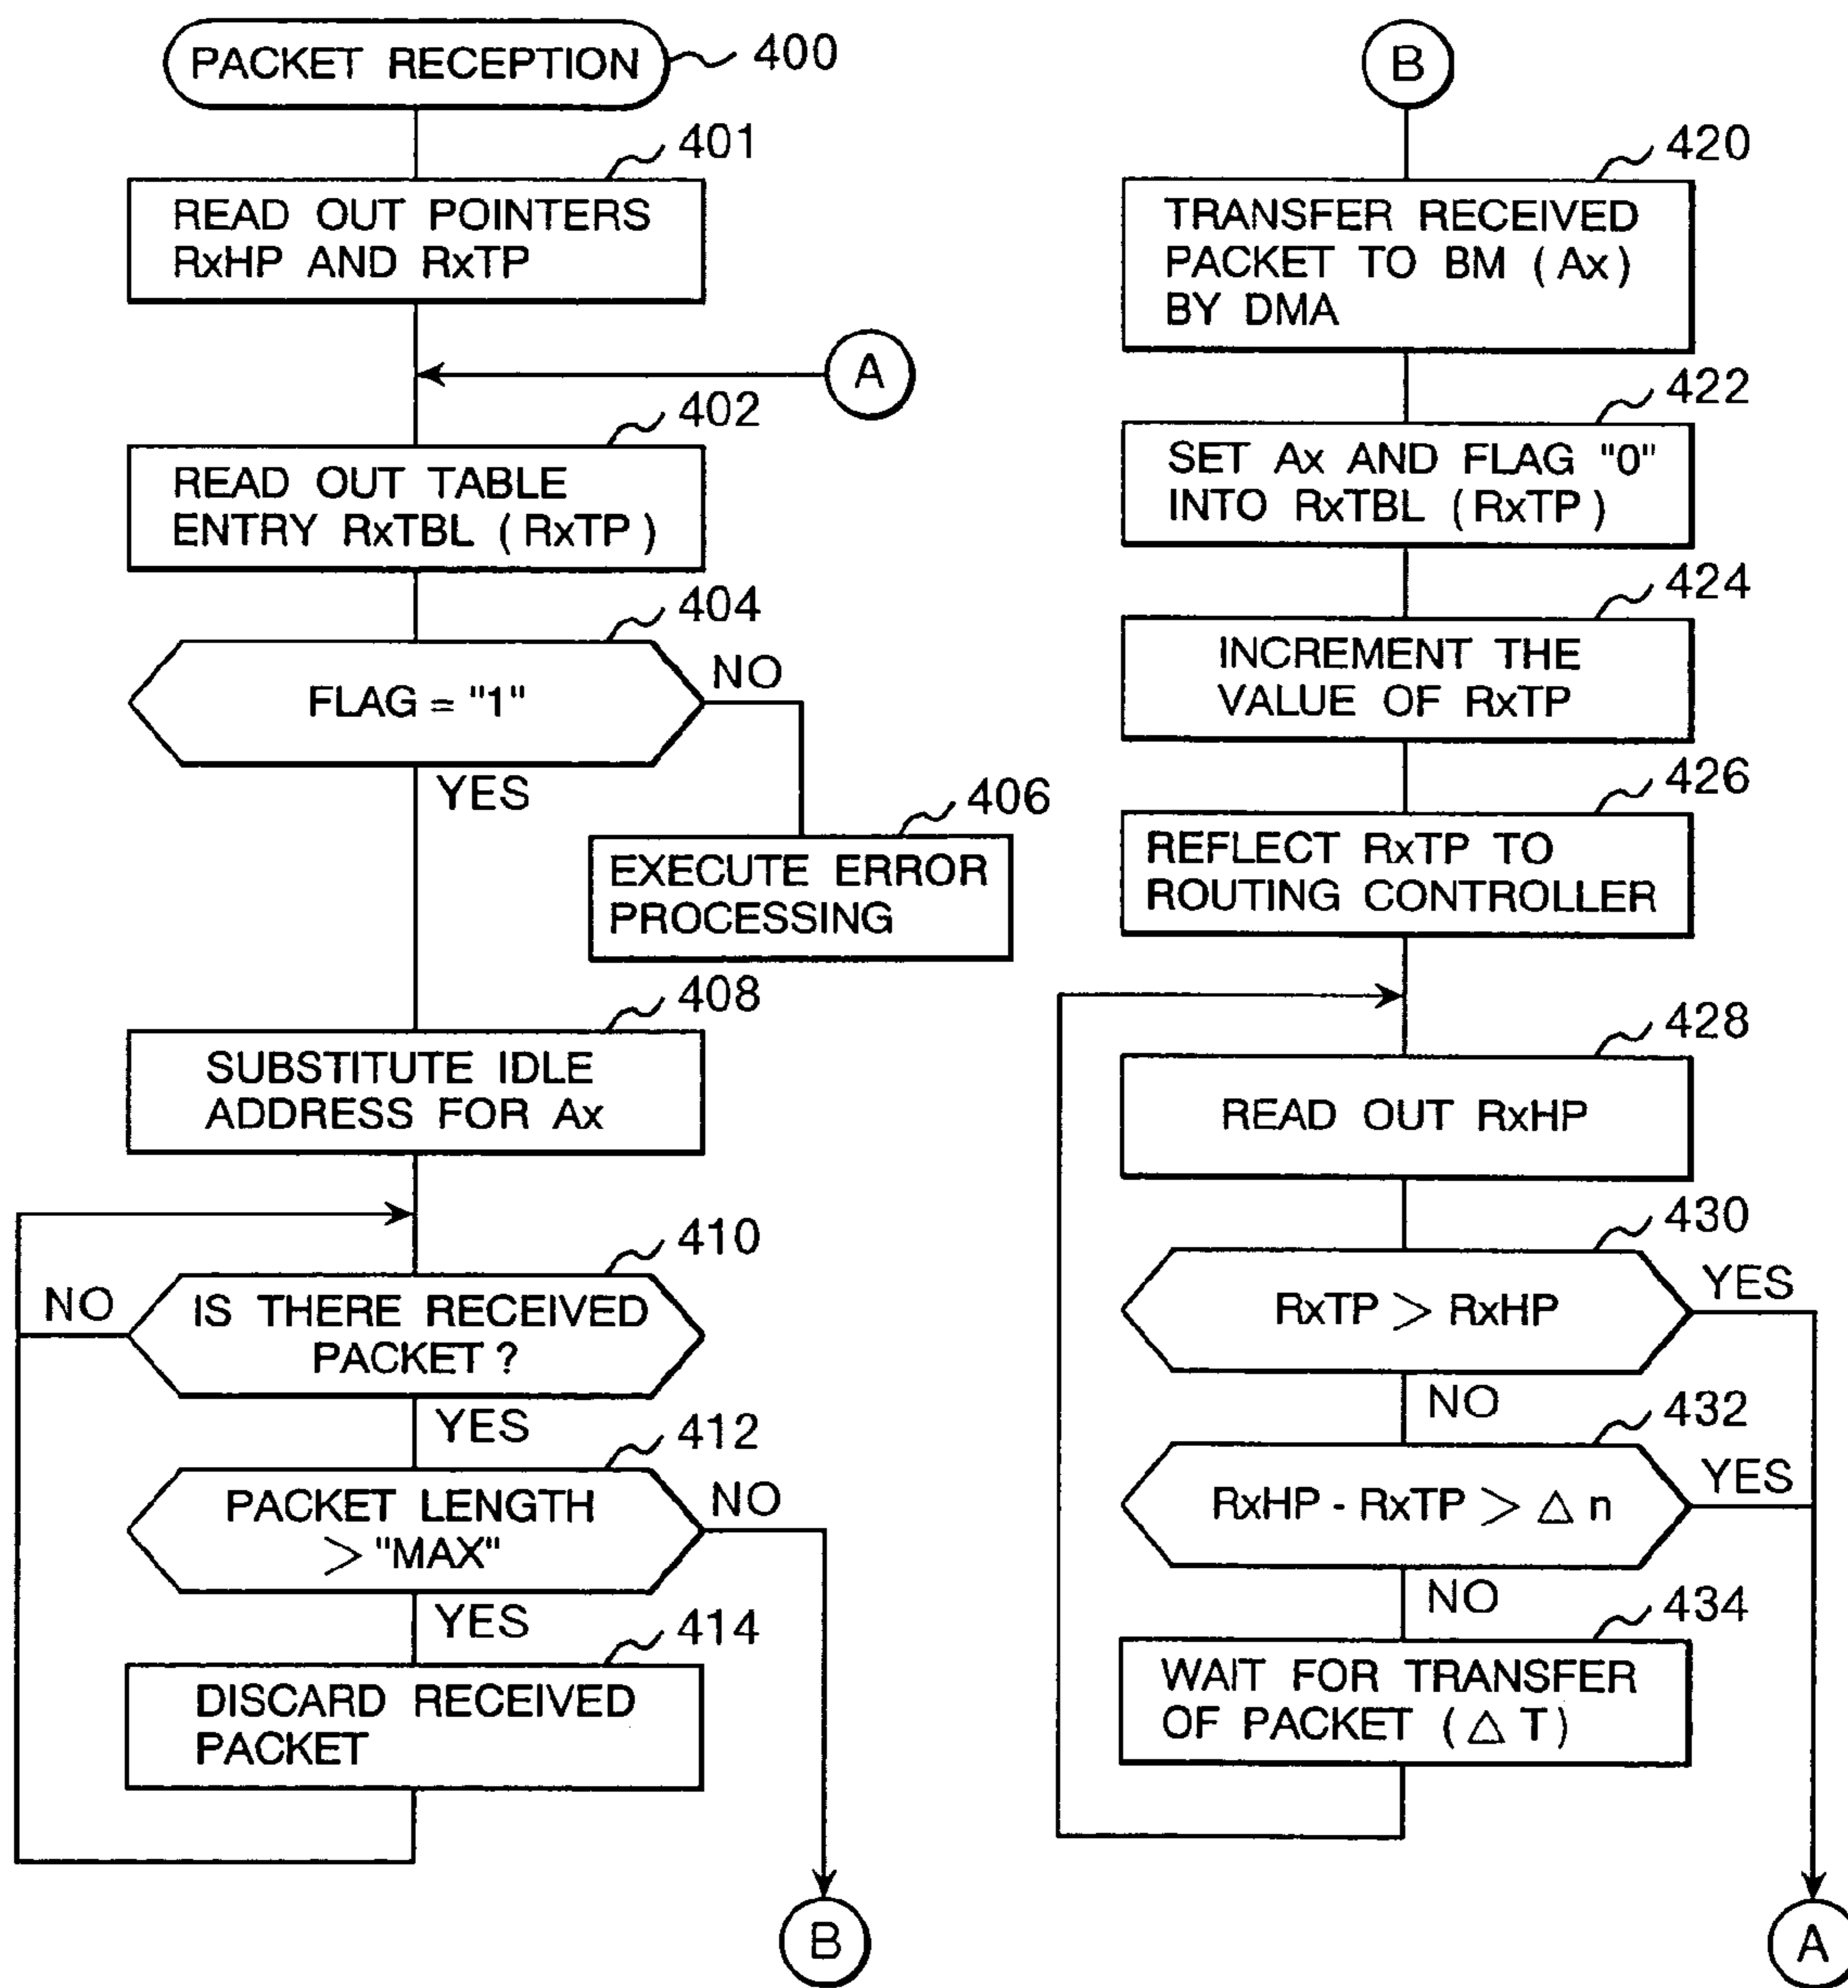 PACKET RECEPTION
400
401
READ OUT POINTERS
RxHP AND RxTP
A
402
READ OUT TABLE
ENTRY RxTBL (RxTP)
404
FLAG = "1"
NO
YES
406
EXECUTE ERROR
PROCESSING
408
SUBSTITUTE IDLE
ADDRESS FOR Ax
410
NO
IS THERE RECEIVED
PACKET?
YES
412
PACKET LENGTH
> "MAX"
NO
YES
414
DISCARD RECEIVED
PACKET
B
B
420
TRANSFER RECEIVED
PACKET TO BM (Ax)
BY DMA
422
SET Ax AND FLAG "0"
INTO RxTBL (RxTP)
424
INCREMENT THE
VALUE OF RxTP
426
REFLECT RxTP TO
ROUTING CONTROLLER
428
READ OUT RxHP
430
RxTP > RxHP
YES
NO
432
RxHP - RxTP > △ n
YES
NO
434
WAIT FOR TRANSFER
OF PACKET (△ T)
A